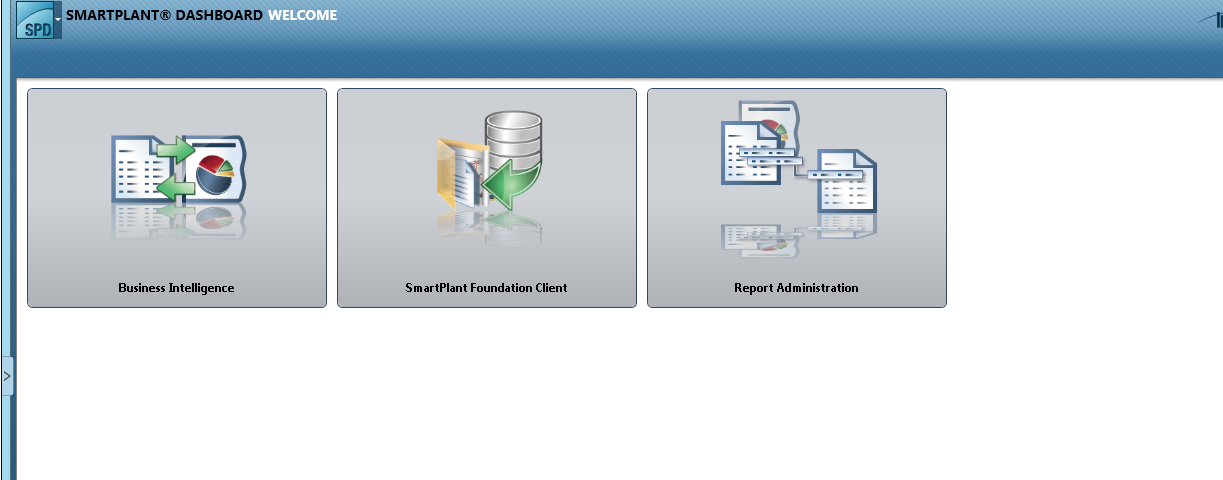 SPD
SMARTPLANT® DASHBOARD WELCOME
Business Intelligence
SmartPlant Foundation Client
Report Administration